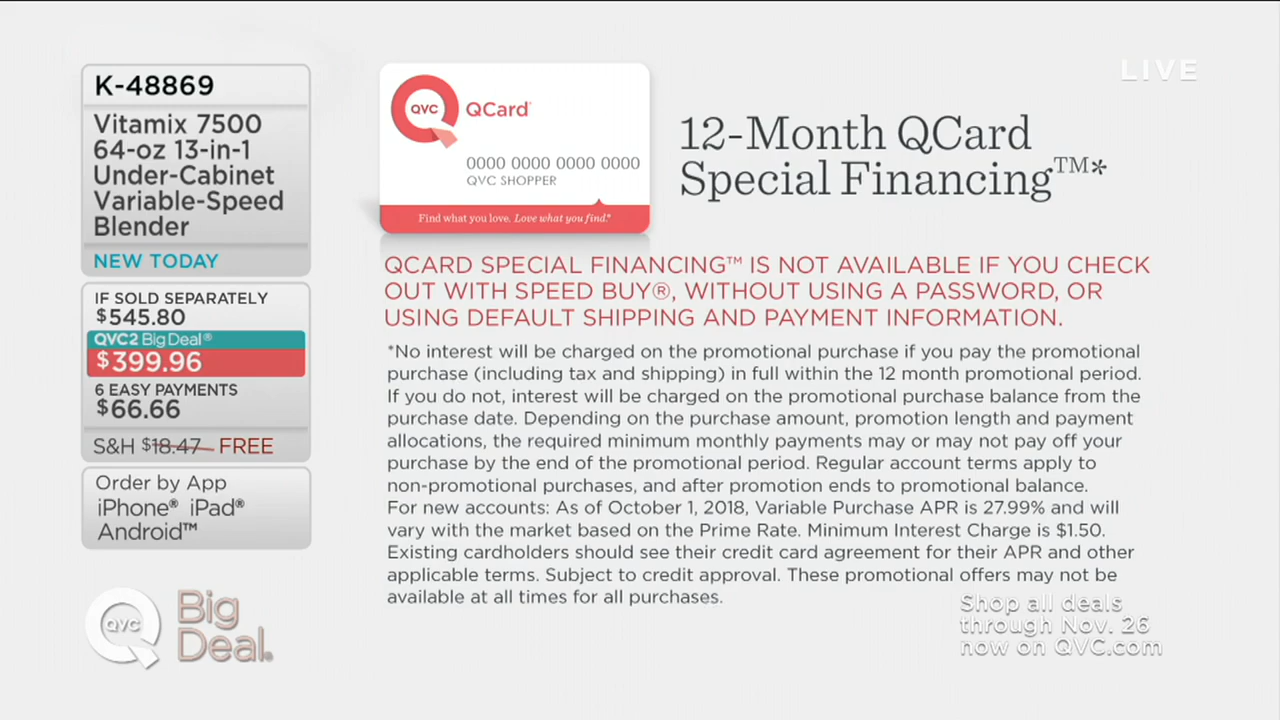 K-48869
Vitamix 7500
64-oz 13-in-1
Under-Cabinet
Variable-Speed
Blender
NEW TODAY
IF SOLD SEPARATELY
$545.80
QVC2 Big Deal®
$399.96
6 EASY PAYMENTS
$66.66
S&H $18.47 FREE
Order by App
iPhone® iPad®
Android™
QVC
Big
Deal.
QVC
QCard
0000 0000 0000 0000
QVC SHOPPER
Find what you love. Love what you find.®
LIVE
12-Month QCard
Special Financing™*
QCARD SPECIAL FINANCING™ IS NOT AVAILABLE IF YOU CHECK
OUT WITH SPEED BUY®, WITHOUT USING A PASSWORD, OR
USING DEFAULT SHIPPING AND PAYMENT INFORMATION.
*No interest will be charged on the promotional purchase if you pay the promotional
purchase (including tax and shipping) in full within the 12 month promotional period.
If you do not, interest will be charged on the promotional purchase balance from the
purchase date. Depending on the purchase amount, promotion length and payment
allocations, the required minimum monthly payments may or may not pay off your
purchase by the end of the promotional period. Regular account terms apply to
non-promotional purchases, and after promotion ends to promotional balance.
For new accounts: As of October 1, 2018, Variable Purchase APR is 27.99% and will
vary with the market based on the Prime Rate. Minimum Interest Charge is $1.50.
Existing cardholders should see their credit card agreement for their APR and other
applicable terms. Subject to credit approval. These promotional offers may not be
available at all times for all purchases.
Shop all deals
through Nov. 26
now on QVC.com